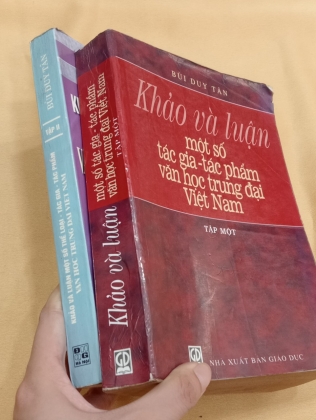 BÙI DUY TÂN
Khảo và luận
một số
tác gia-tác phẩm
văn học trung đại
Việt Nam
TẬP MỘT
NHÀ XUẤT BẢN GIÁO DỤC
Khảo và luận
một số tác gia - tác phẩm
văn học trung đại Việt Nam
TẬP MỘT
BÙI DUY TÂN
TẬP II
KHẢO VÀ LUẬN MỘT SỐ THỂ LOẠI - TÁC GIA - TÁC PHẨM
VĂN HỌC TRUNG ĐẠI VIỆT NAM